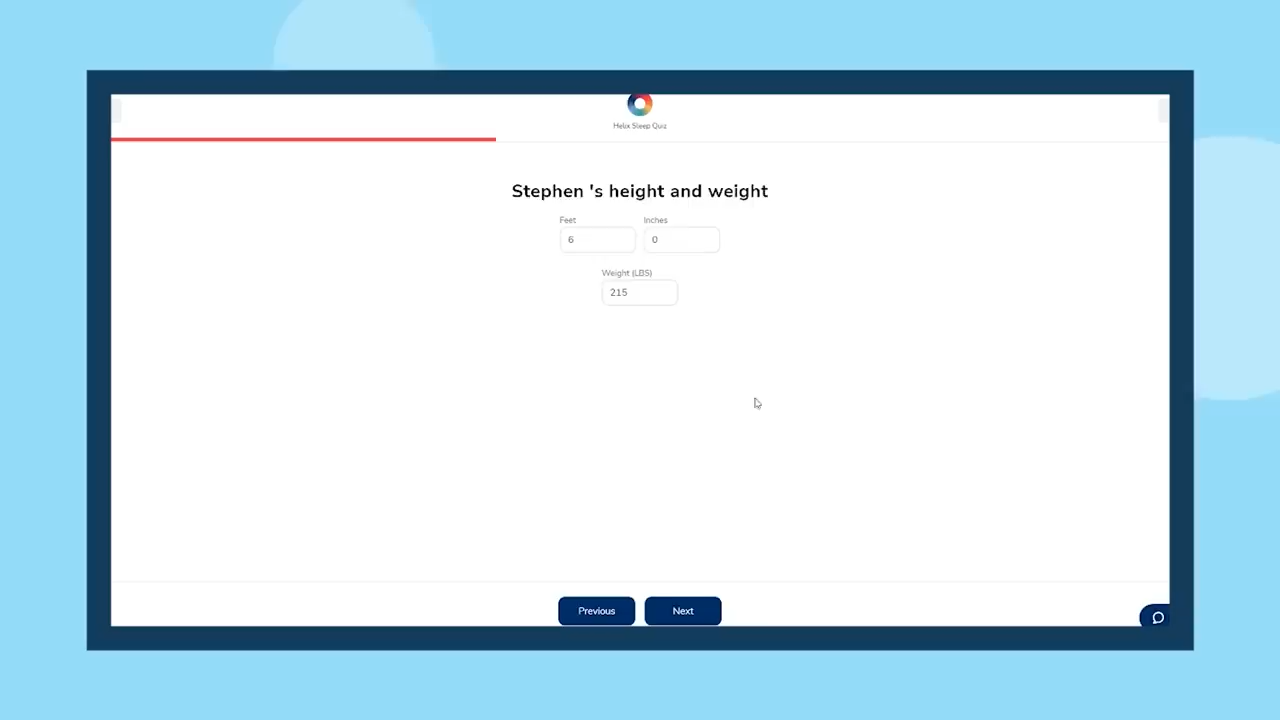 Helix Sleep Quiz
Stephen 's height and weight
Feet Inches
6 0
Weight (LBS)
215
Previous Next